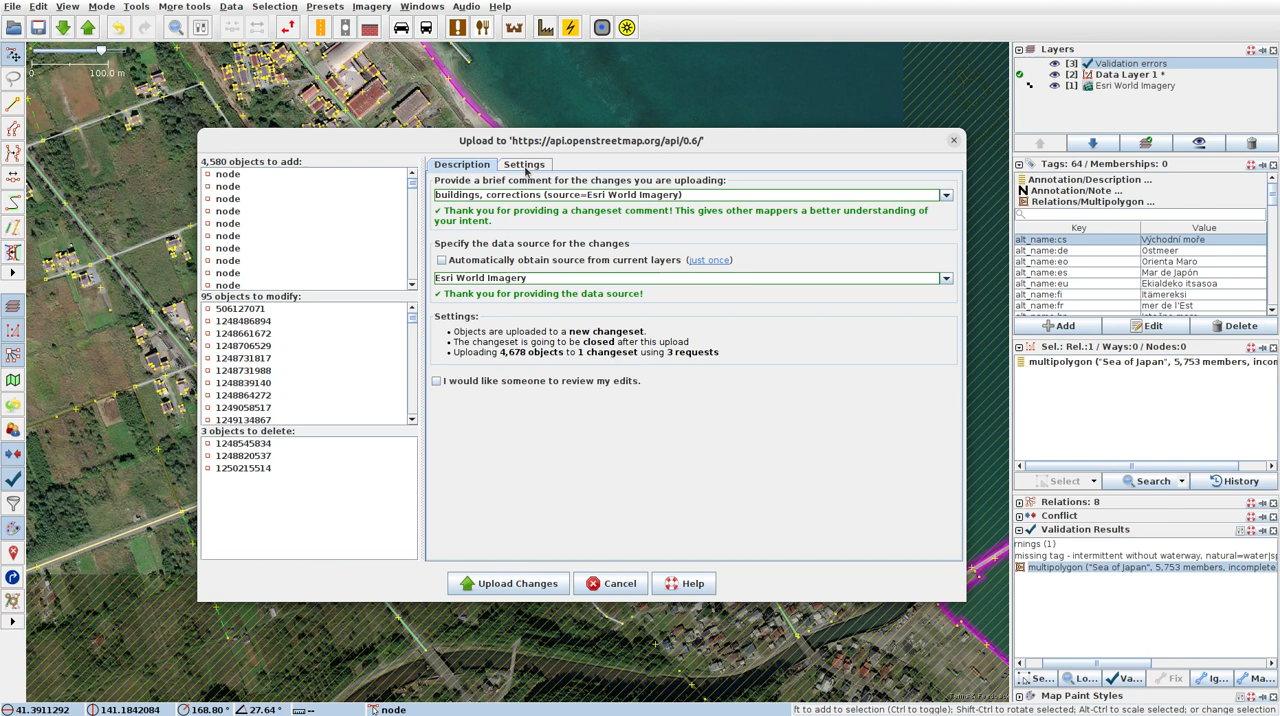 File Edit View Mode Tools More tools Data Selection Presets Imagery Windows Audio Help
0 100.0 m
Upload to 'https://api.openstreetmap.org/api/0.6/'
4,580 objects to add:
node
node
node
node
node
node
node
node
node
node
95 objects to modify:
506127071
1248486894
1248661672
1248706529
1248731817
1248731988
1248839140
1248864272
1249058517
1249134867
3 objects to delete:
1248545834
1248820537
1250215514
Description Settings
Provide a brief comment for the changes you are uploading:
buildings, corrections (source=Esri World Imagery)
✔ Thank you for providing a changeset comment! This gives other mappers a better understanding of
your intent.
Specify the data source for the changes
Automatically obtain source from current layers (just once)
Esri World Imagery
✔ Thank you for providing the data source!
Settings:
• Objects are uploaded to a new changeset.
• The changeset is going to be closed after this upload
• Uploading 4,678 objects to 1 changeset using 3 requests
I would like someone to review my edits.
Upload Changes Cancel Help
Layers
[3] Validation errors
[2] Data Layer 1 *
[1] Esri World Imagery
Tags: 64 / Memberships: 0
Annotation/Description ...
Annotation/Note ...
Relations/Multipolygon ...
Key Value
alt_name:cs Východní moře
alt_name:de Ostmeer
alt_name:eo Orienta Maro
alt_name:es Mar de Japón
alt_name:eu Ekialdeko itsasoa
alt_name:fi Itämereksi
alt_name:fr mer de l'Est
Add Edit Delete
Sel.: Rel.:1 / Ways:0 / Nodes:0
multipolygon ("Sea of Japan", 5,753 members, incom
Select Search History
Relations: 8
Conflict
Validation Results
rnings (1)
missing tag - intermittent without waterway, natural=water|s
multipolygon ("Sea of Japan", 5,753 members, incomplete
Se... Lo... Va... Fix Ig... Ma...
Map Paint Styles
41.3911292 141.1842084 168.80 ° 27.64 ° -- node ft to add to selection (Ctrl to toggle); Shift-Ctrl to rotate selected; Alt-Ctrl to scale selected; or change selection